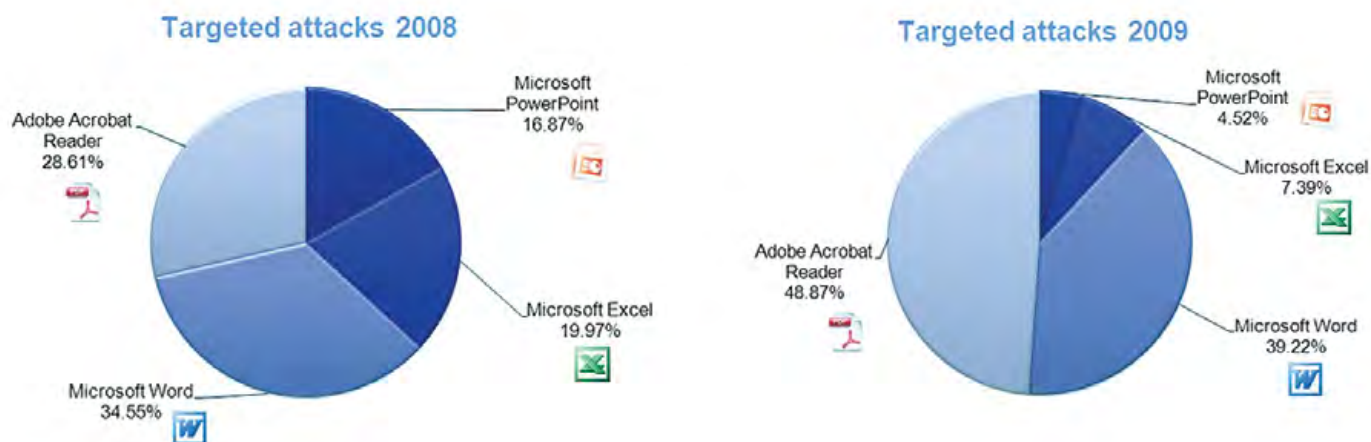 Targeted attacks 2008
Microsoft
PowerPoint
16.87%
Adobe Acrobat
Reader
28.61%
PDF
Microsoft Excel
19.97%
Microsoft Word
34.55%
W
Targeted attacks 2009
Microsoft
PowerPoint
4.52%
Microsoft Excel
7.39%
Adobe Acrobat
Reader
48.87%
PDF
Microsoft Word
39.22%
W